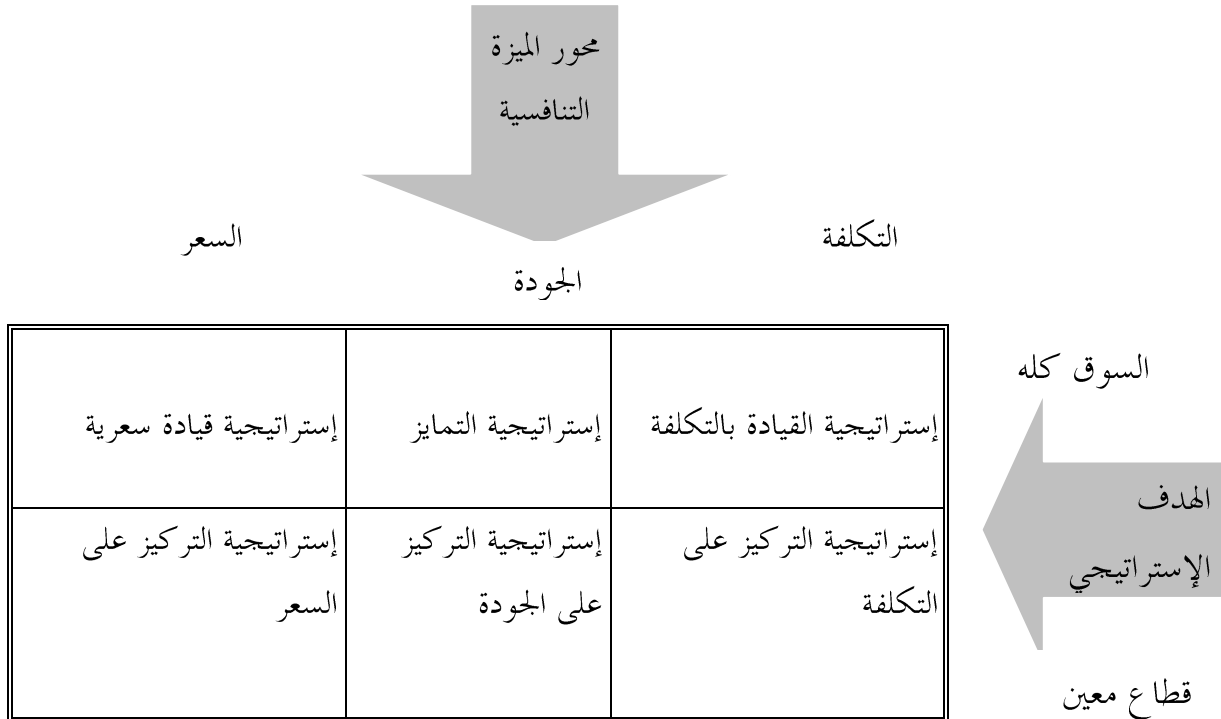 محور الميزة
التنافسية
التكلفة
السعر
الجودة
السوق كله
إستراتيجية القيادة بالتكلفة
إستراتيجية التمايز
إستراتيجية قيادة سعرية
الهدف
الإستراتيجي
إستراتيجية التركيز على
التكلفة
إستراتيجية التركيز
على الجودة
إستراتيجية التركيز على
السعر
قطاع معين